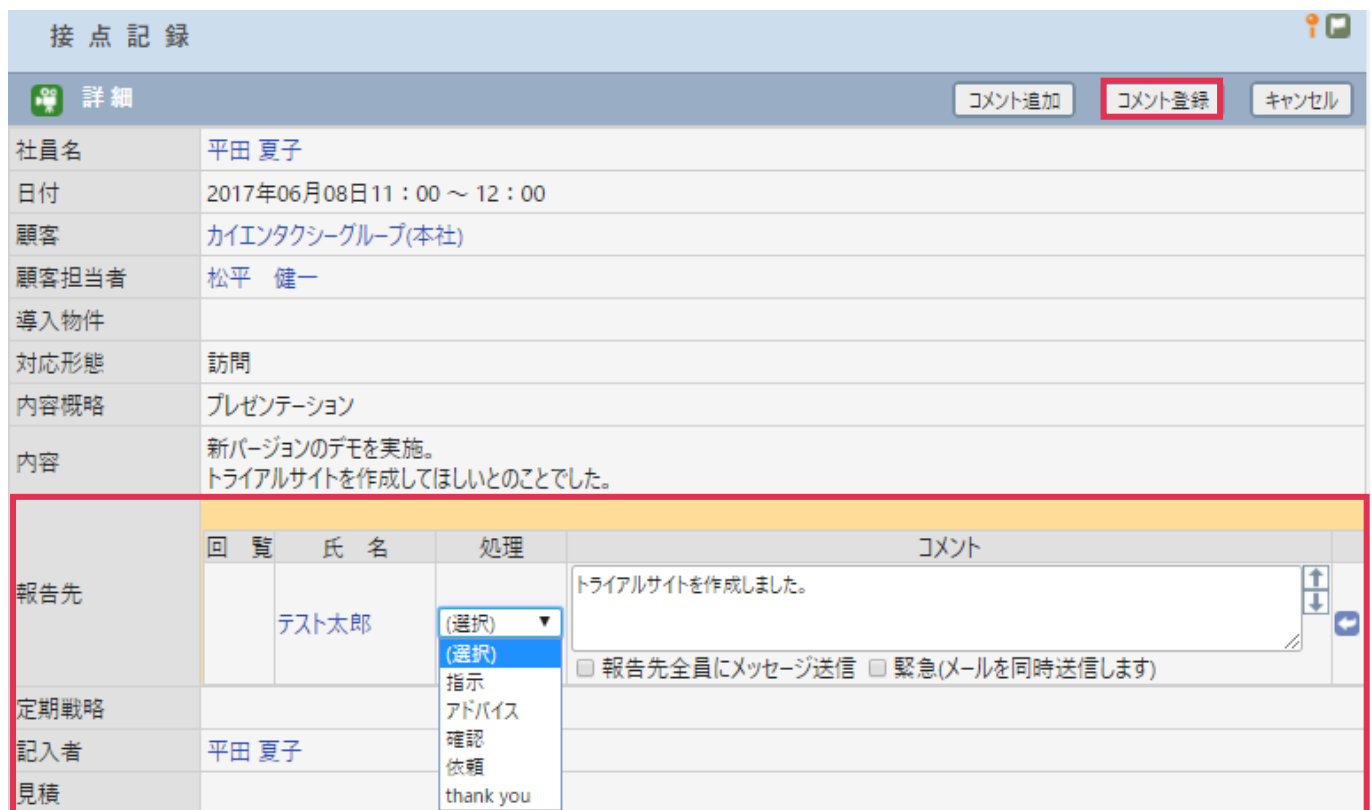 接点記録
詳細 コメント追加 コメント登録 キャンセル
社員名 平田 夏子
日付 2017年06月08日11：00 ～ 12：00
顧客 カイエンタクシーグループ(本社)
顧客担当者 松平　健一
導入物件
対応形態 訪問
内容概略 プレゼンテーション
内容 新バージョンのデモを実施。
トライアルサイトを作成してほしいとのことでした。
報告先
回覧 氏名 処理 コメント
テスト太郎 (選択) トライアルサイトを作成しました。
(選択)
指示
アドバイス
確認
依頼
thank you
報告先全員にメッセージ送信 緊急(メールを同時送信します)
定期戦略
記入者 平田 夏子
見積